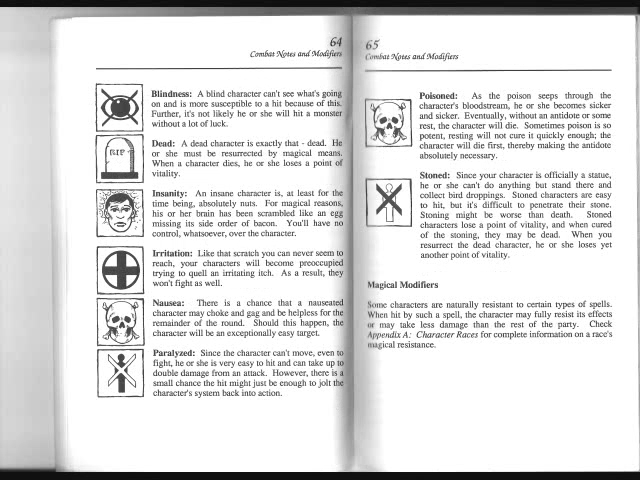 64
Combat Notes and Modifiers
Blindness: A blind character can't see what's going
on and is more susceptible to a hit because of this.
Further, it's not likely he or she will hit a monster
without a lot of luck.
RIP
Dead: A dead character is exactly that - dead. He
or she must be resurrected by magical means.
When a character dies, he or she loses a point of
vitality.
Insanity: An insane character is, at least for the
time being, absolutely nuts. For magical reasons,
his or her brain has been scrambled like an egg
missing its side order of bacon. You'll have no
control, whatsoever, over the character.
Irritation: Like that scratch you can never seem to
reach, your characters will become preoccupied
trying to quell an irritating itch. As a result, they
won't fight as well.
Nausea: There is a chance that a nauseated
character may choke and gag and be helpless for the
remainder of the round. Should this happen, the
character will be an exceptionally easy target.
Paralyzed: Since the character can't move, even to
fight, he or she is very easy to hit and can take up to
double damage from an attack. However, there is a
small chance the hit might just be enough to jolt the
character's system back into action.
65
Combat Notes and Modifiers
Poisoned: As the poison seeps through the
character's bloodstream, he or she becomes sicker
and sicker. Eventually, without an antidote or some
rest, the character will die. Sometimes poison is so
potent, resting will not cure it quickly enough; the
character will die first, thereby making the antidote
absolutely necessary.
Stoned: Since your character is officially a statue,
he or she can't do anything but stand there and
collect bird droppings. Stoned characters are easy
to hit, but it's difficult to penetrate their stone.
Stoning might be worse than death. Stoned
characters lose a point of vitality, and when cured
of the stoning, they may be dead. When you
resurrect the dead character, he or she loses yet
another point of vitality.
Magical Modifiers
Some characters are naturally resistant to certain types of spells.
When hit by such a spell, the character may fully resist its effects
or may take less damage than the rest of the party. Check
Appendix A: Character Races for complete information on a race's
magical resistance.